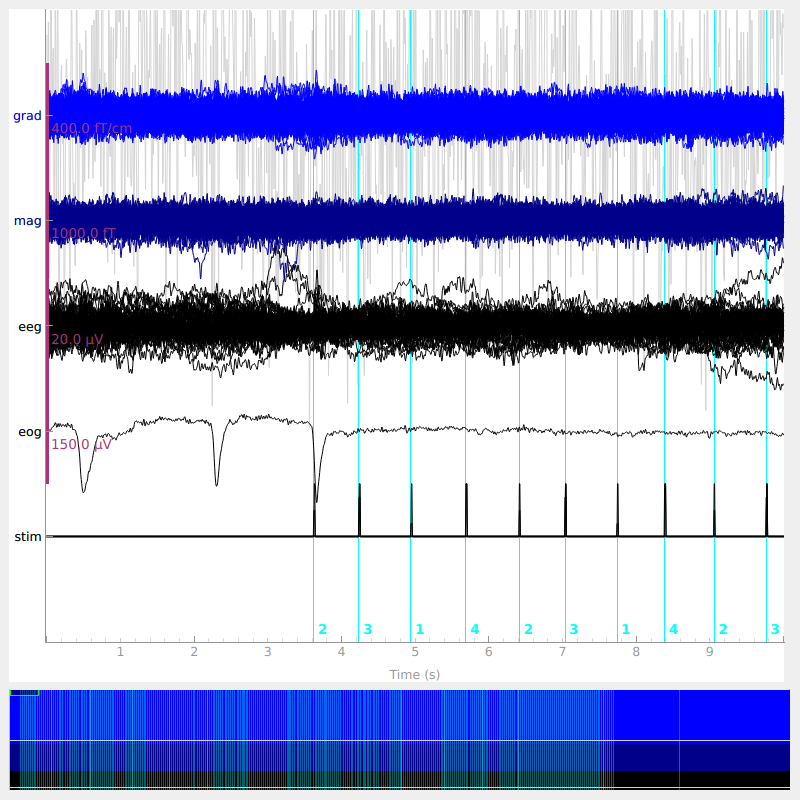 grad
400.0 fT/cm
mag
1000.0 fT
eeg
20.0 µV
eog
150.0 µV
stim
2 3 1 4 2 3 1 4 2 3
1 2 3 4 5 6 7 8 9
Time (s)